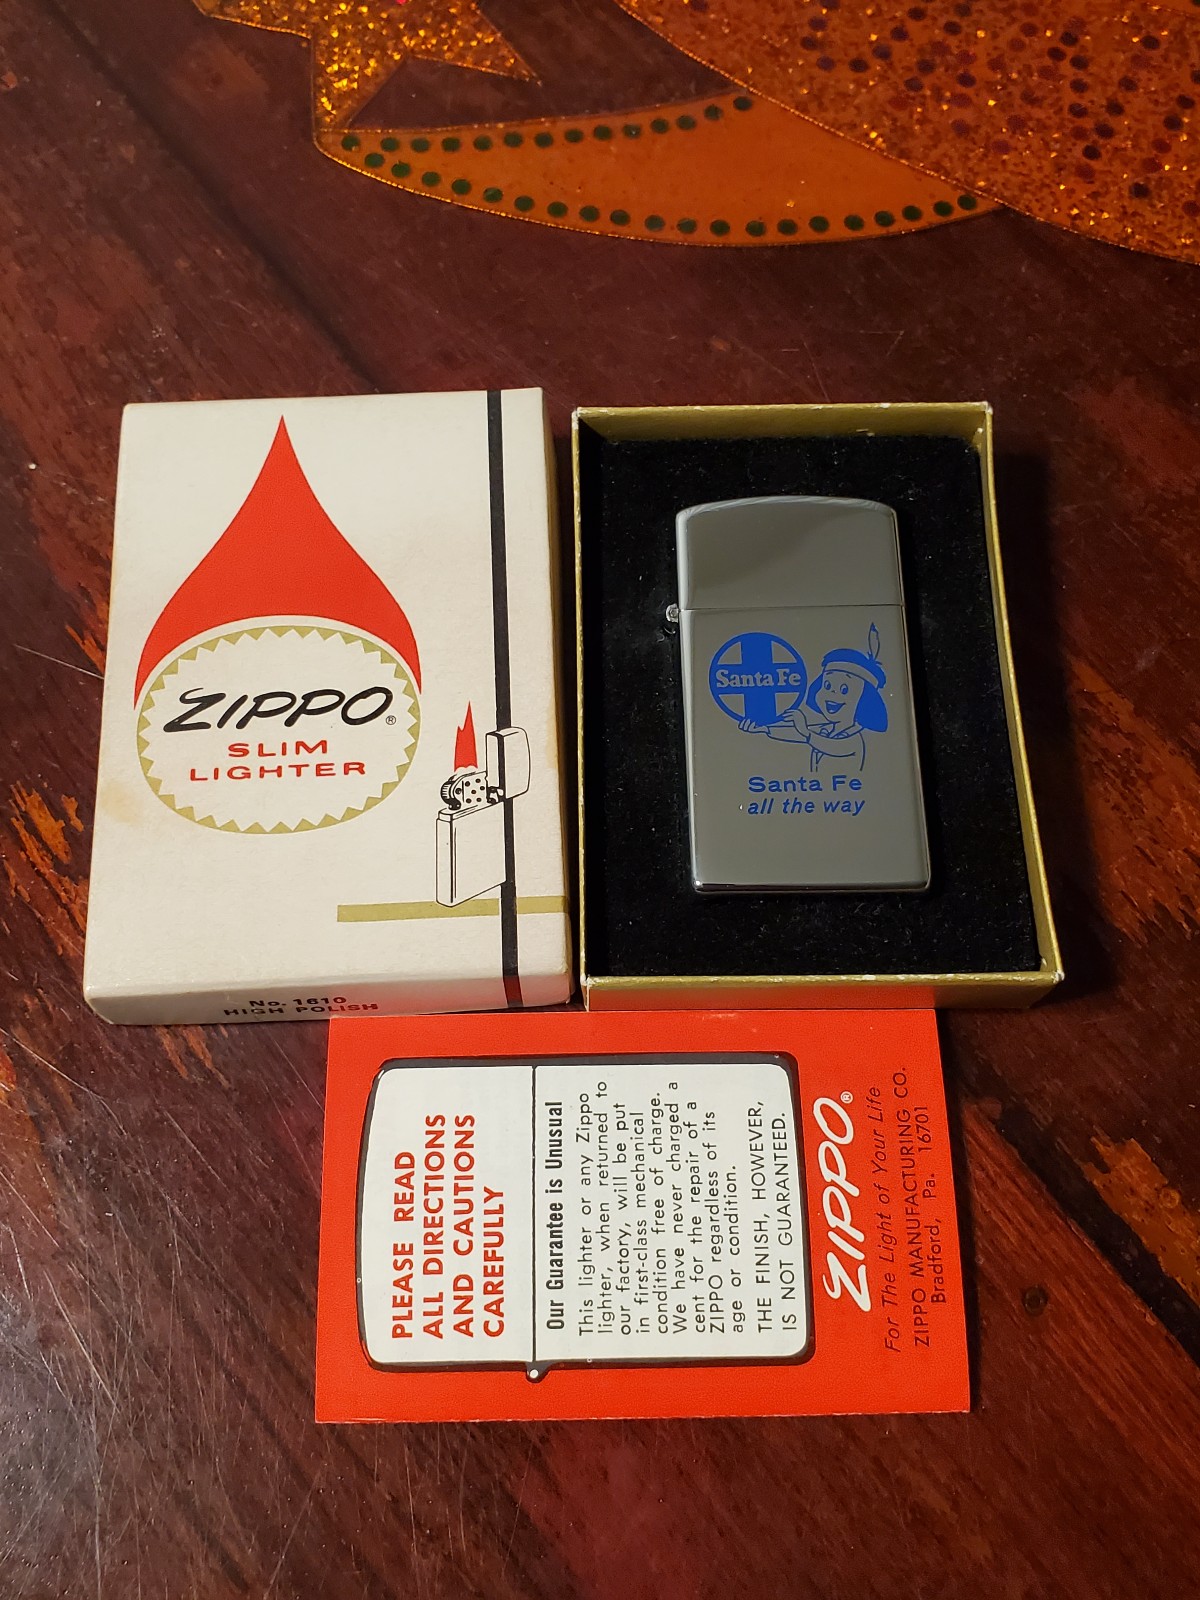 ZIPPO®
SLIM
LIGHTER
No. 1610
HIGH POLISH
Santa Fe
Santa Fe
all the way
PLEASE READ
ALL DIRECTIONS
AND CAUTIONS
CAREFULLY
Our Guarantee is Unusual
This lighter or any Zippo
lighter, when returned to
our factory, will be put
in first-class mechanical
condition free of charge.
We have never charged a
cent for the repair of a
ZIPPO regardless of its
age or condition.
THE FINISH, HOWEVER,
IS NOT GUARANTEED.
ZIPPO®
For The Light of Your Life
ZIPPO MANUFACTURING CO.
Bradford, Pa. 16701